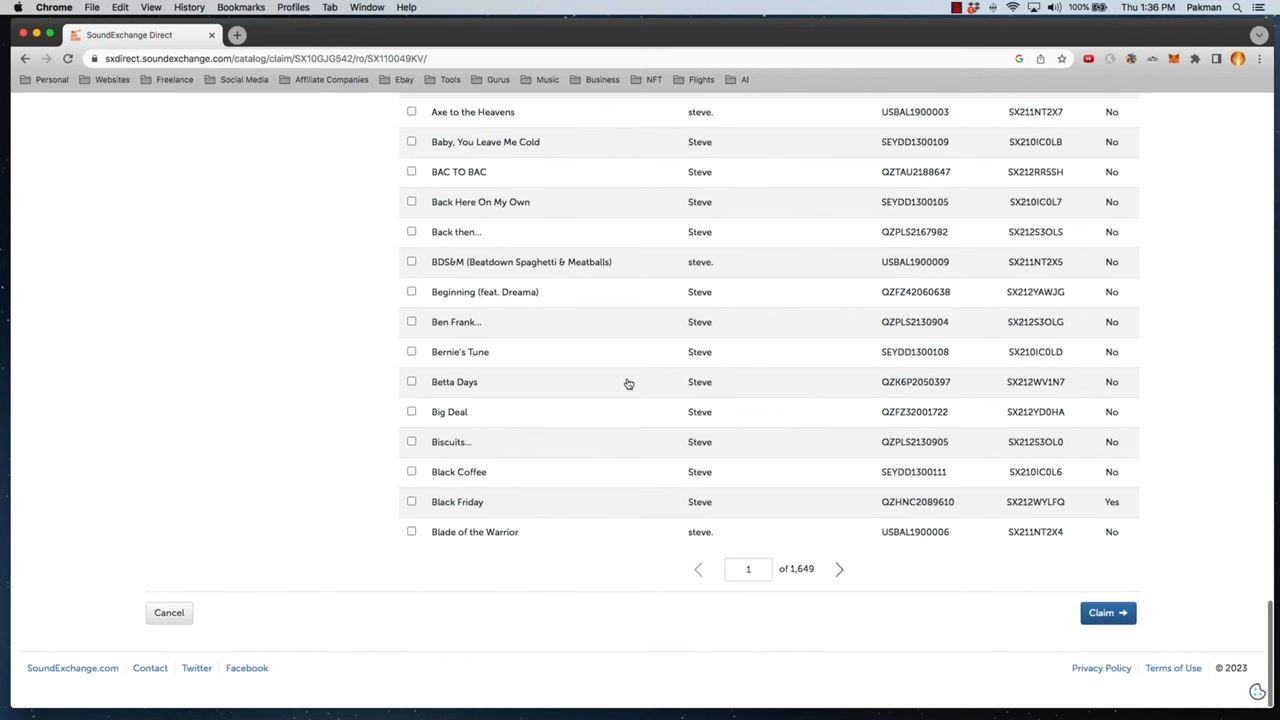 Chrome File Edit View History Bookmarks Profiles Tab Window Help 100% Thu 1:36 PM Pakman
SoundExchange Direct
sxdirect.soundexchange.com/catalog/claim/SX10GJG542/ro/SX110049KV/
Personal Websites Freelance Social Media Affiliate Companies Ebay Tools Gurus Music Business NFT Flights AI
Axe to the Heavens steve. USBAL1900003 SX211NT2X7 No
Baby, You Leave Me Cold Steve SEYDD1300109 SX210IC0LB No
BAC TO BAC Steve QZTAU2188647 SX212RR5SH No
Back Here On My Own Steve SEYDD1300105 SX210IC0L7 No
Back then... Steve QZPLS2167982 SX212S3OLS No
BDS&M (Beatdown Spaghetti & Meatballs) steve. USBAL1900009 SX211NT2X5 No
Beginning (feat. Dreama) Steve QZFZ42060638 SX212YAWJG No
Ben Frank... Steve QZPLS2130904 SX212S3OLG No
Bernie's Tune Steve SEYDD1300108 SX210IC0LD No
Betta Days Steve QZK6P2050397 SX212WV1N7 No
Big Deal Steve QZFZ32001722 SX212YD0HA No
Biscuits... Steve QZPLS2130905 SX212S3OL0 No
Black Coffee Steve SEYDD1300111 SX210IC0L6 No
Black Friday Steve QZHNC2089610 SX212WYLFQ Yes
Blade of the Warrior steve. USBAL1900006 SX211NT2X4 No
1 of 1,649
Cancel Claim
SoundExchange.com Contact Twitter Facebook Privacy Policy Terms of Use © 2023